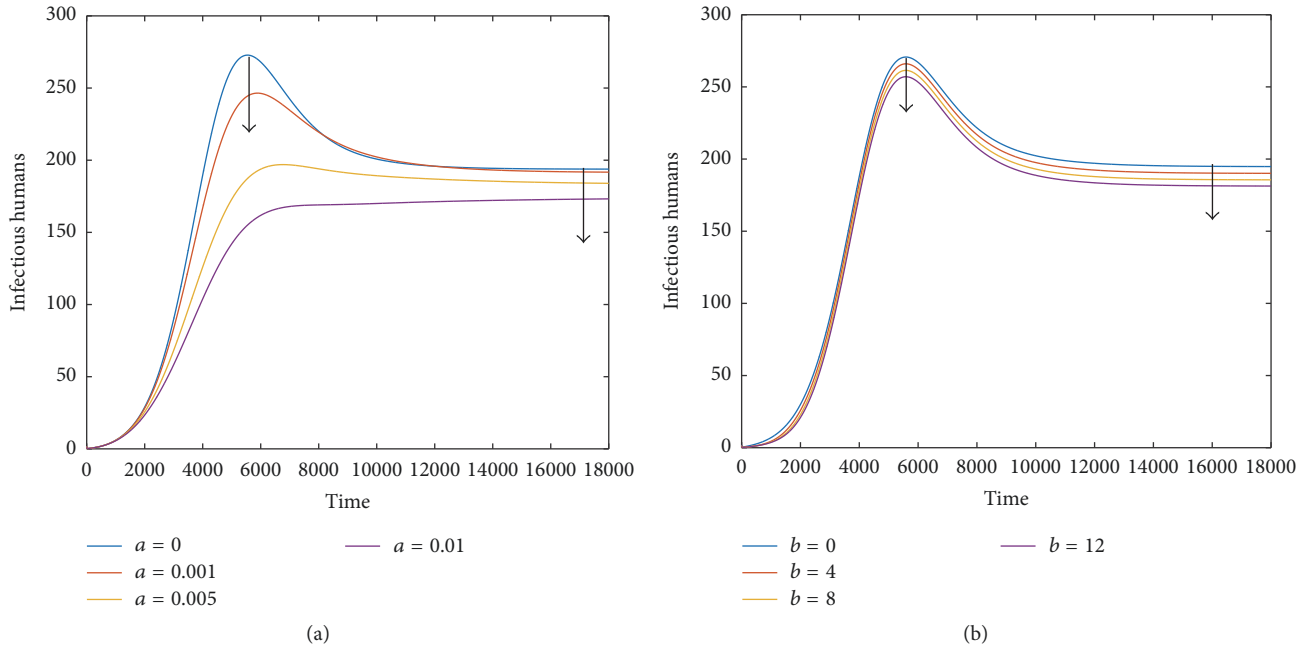 300
250
200
150
100
50
0
Infectious humans
0 2000 4000 6000 8000 10000 12000 14000 16000 18000
Time
a = 0
a = 0.001
a = 0.005
a = 0.01
(a)
300
250
200
150
100
50
0
Infectious humans
0 2000 4000 6000 8000 10000 12000 14000 16000 18000
Time
b = 0
b = 4
b = 8
b = 12
(b)